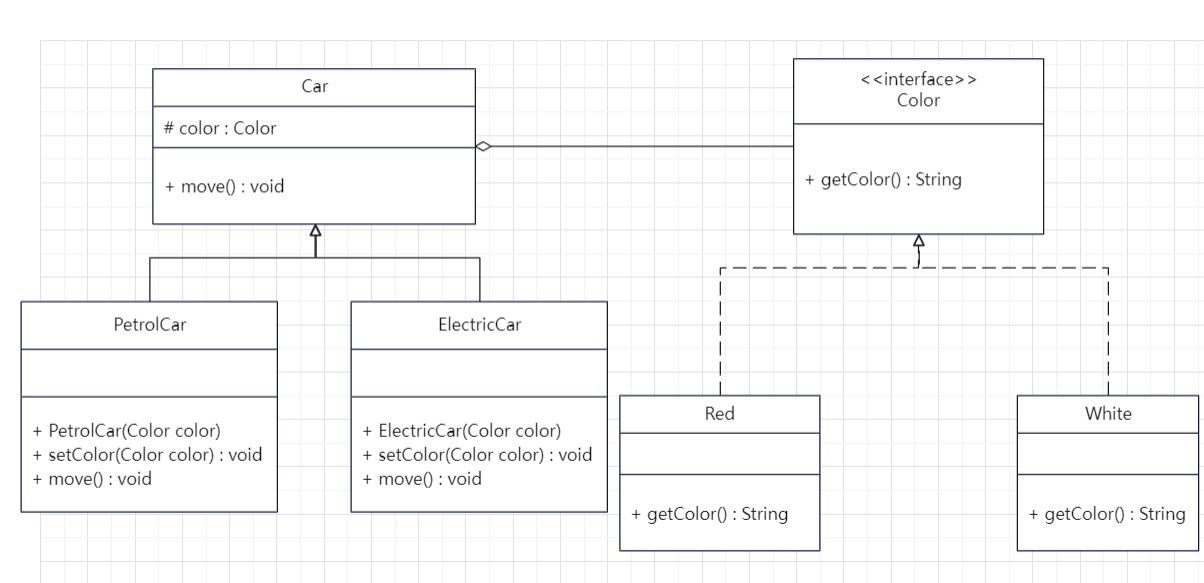 Car
# color : Color
+ move() : void
<<interface>>
Color
+ getColor() : String
PetrolCar
+ PetrolCar(Color color)
+ setColor(Color color) : void
+ move() : void
ElectricCar
+ ElectricCar(Color color)
+ setColor(Color color) : void
+ move() : void
Red
+ getColor() : String
White
+ getColor() : String